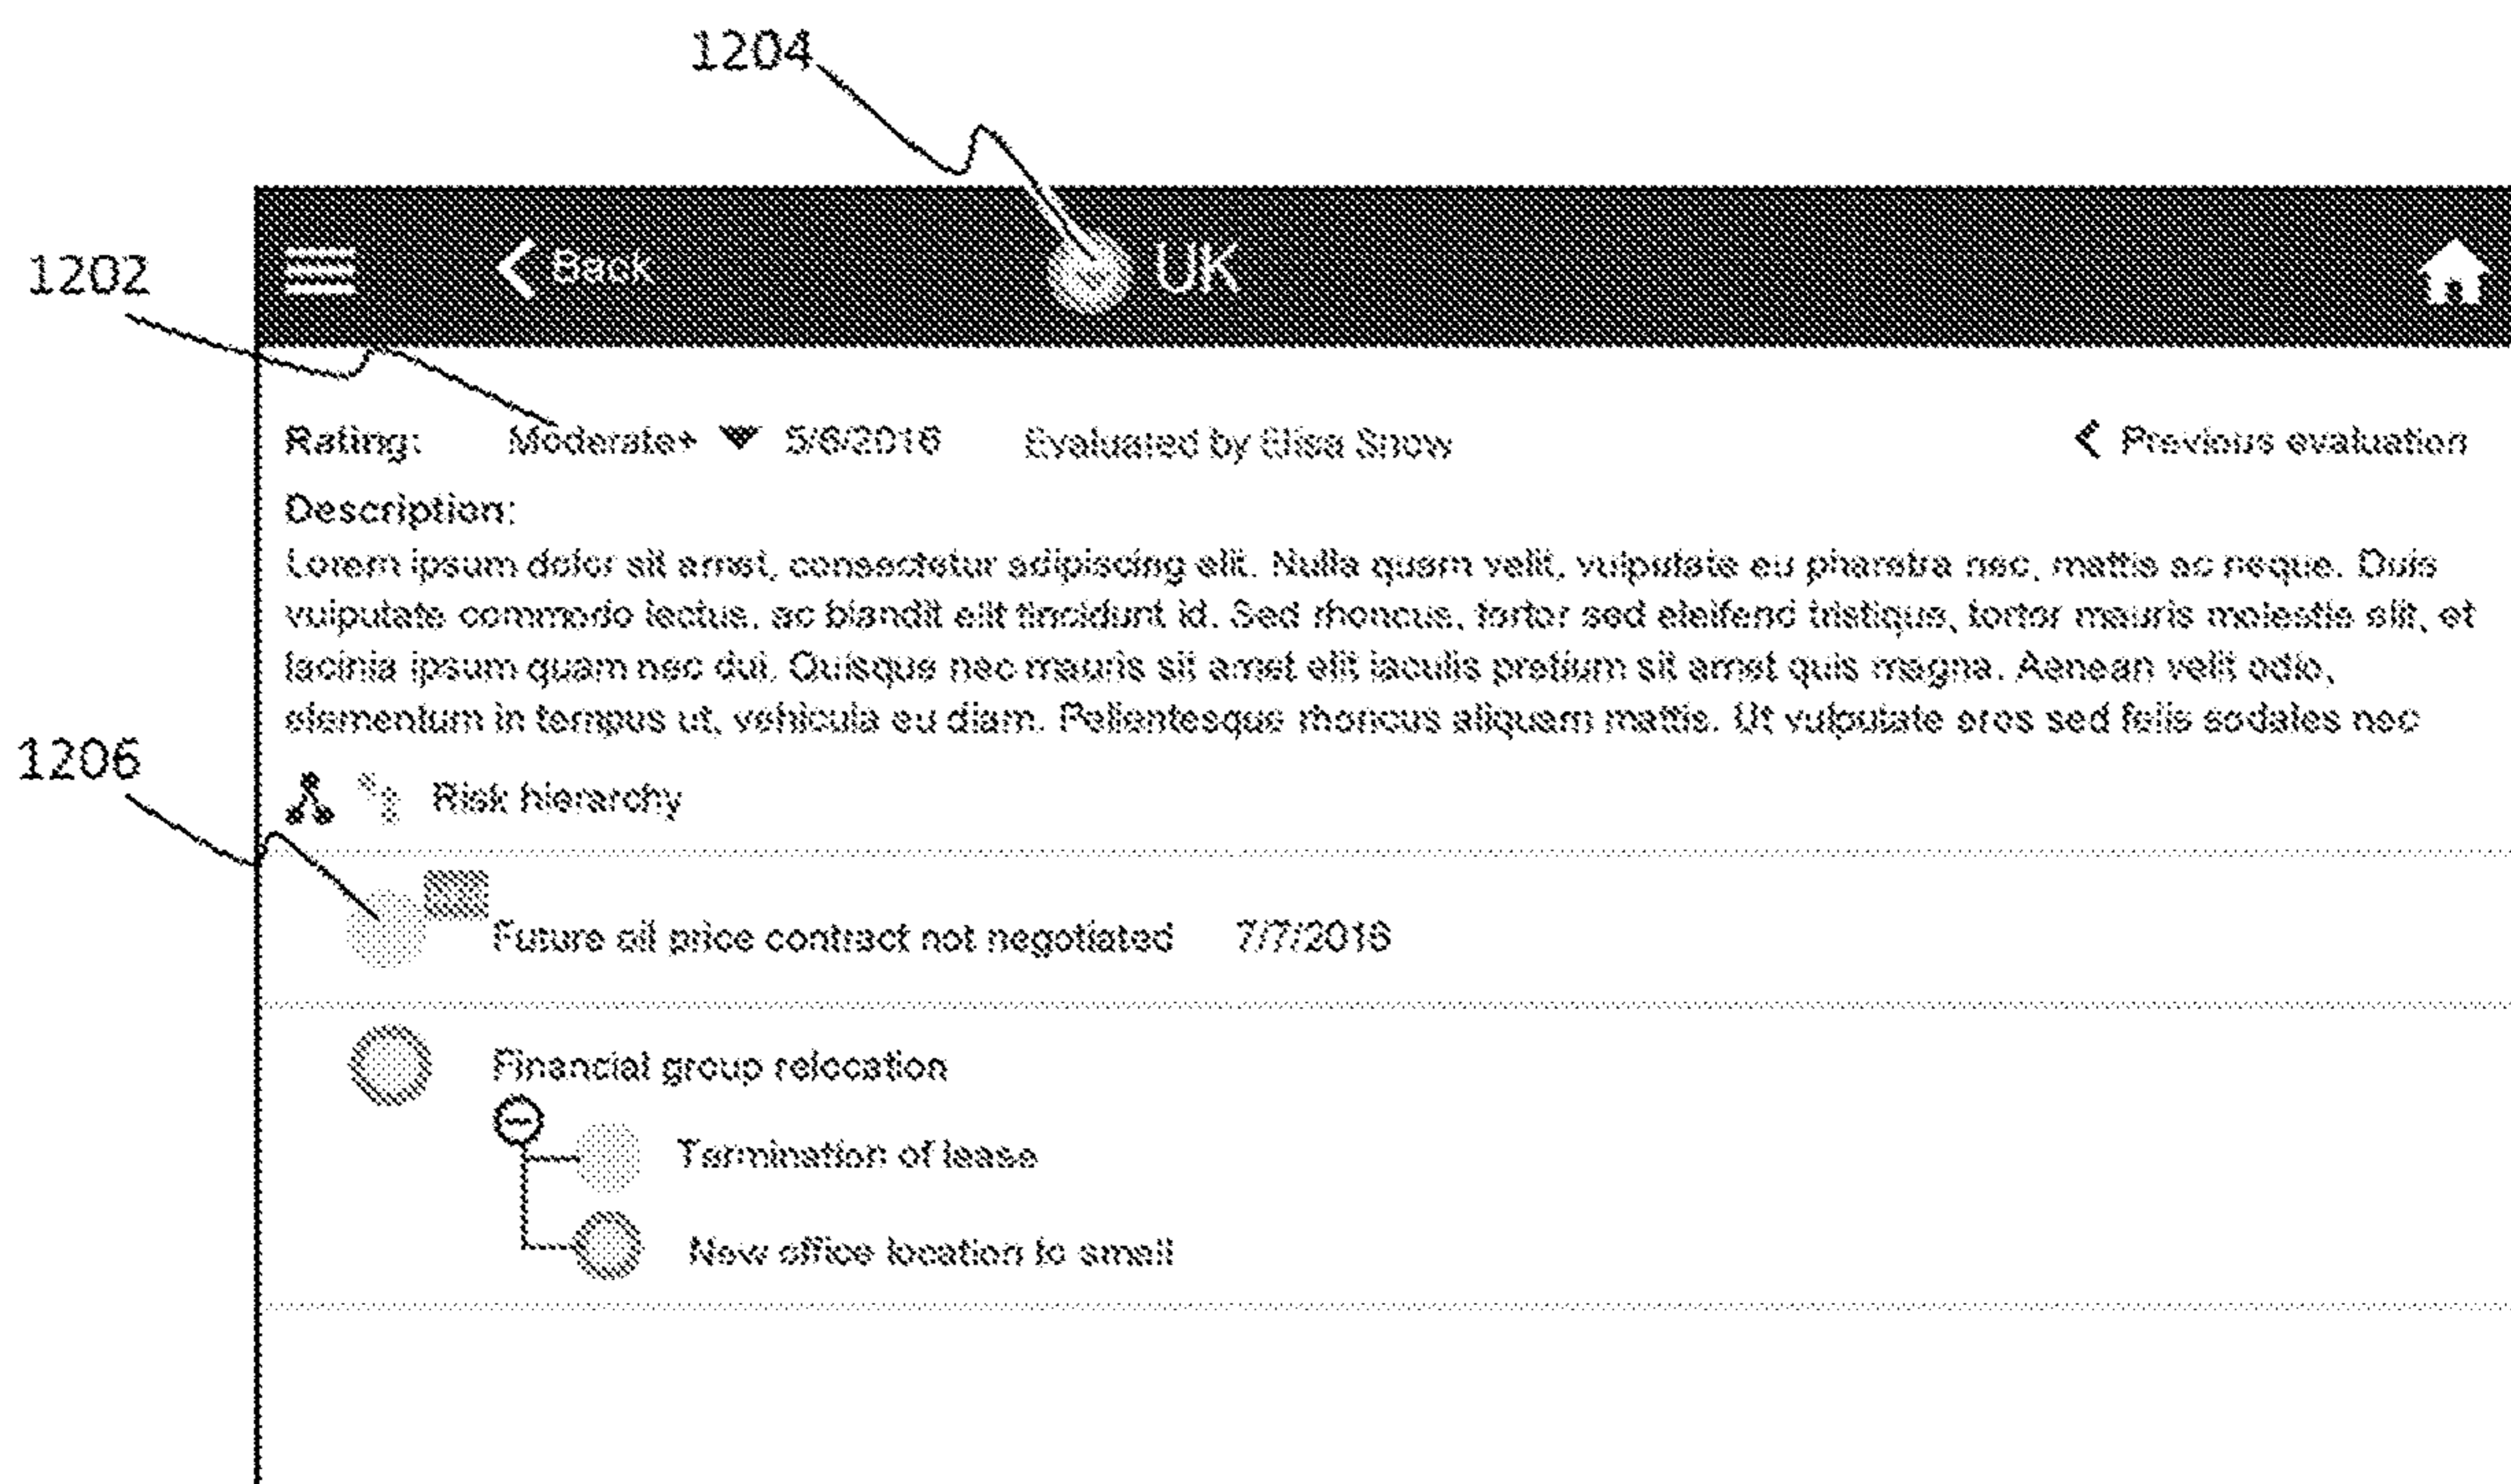 1204
1202
Back UK
Rating: Moderate+ 5/6/2016 Evaluated by Elisa Snow Previous evaluation
Description:
Lorem ipsum dolor sit amet, consectetur adipiscing elit. Nulla quam velit, vulputate eu pharetra nec, mattis ac neque. Duis
vulputate commodo lectus, ac blandit elit tincidunt id. Sed rhoncus, tortor sed eleifend tristique, tortor mauris molestie elit, et
lacinia ipsum quam nec dui. Quisque nec mauris sit amet elit iaculis pretium sit amet quis magna. Aenean velit odio,
elementum in tempus ut, vehicula eu diam. Pellentesque rhoncus aliquam mattis. Ut vulputate eros sed felis sodales nec
1206
Risk hierarchy
Future oil price contract not negotiated 7/7/2016
Financial group relocation
Termination of lease
New office location to small